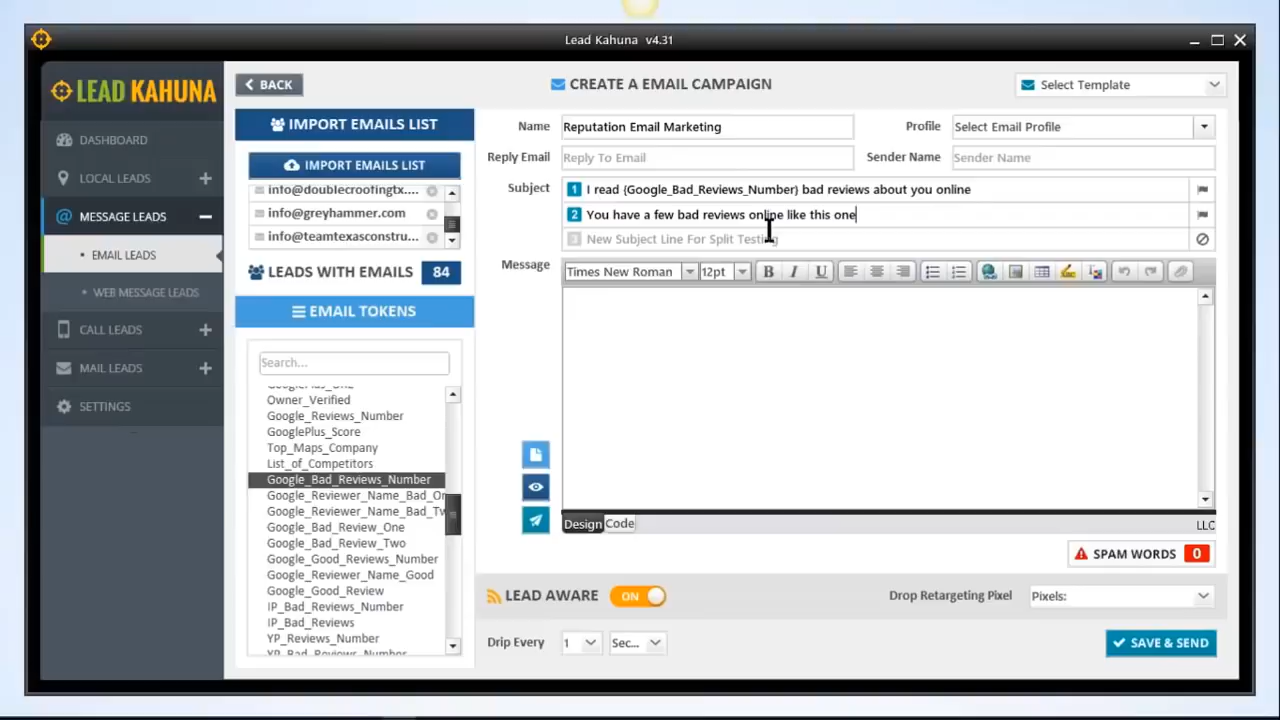 Lead Kahuna v4.31
LEAD KAHUNA
DASHBOARD
LOCAL LEADS
MESSAGE LEADS
EMAIL LEADS
WEB MESSAGE LEADS
CALL LEADS
MAIL LEADS
SETTINGS
BACK
CREATE A EMAIL CAMPAIGN
Select Template
IMPORT EMAILS LIST
IMPORT EMAILS LIST
info@doublecroofingtx....
info@greyhammer.com
info@teamtexasconstru...
LEADS WITH EMAILS 84
EMAIL TOKENS
Search...
GooglePlus_URL
Owner_Verified
Google_Reviews_Number
GooglePlus_Score
Top_Maps_Company
List_of_Competitors
Google_Bad_Reviews_Number
Google_Reviewer_Name_Bad_Or
Google_Reviewer_Name_Bad_Tw
Google_Bad_Review_One
Google_Bad_Review_Two
Google_Good_Reviews_Number
Google_Reviewer_Name_Good
Google_Good_Review
IP_Bad_Reviews_Number
IP_Bad_Reviews
YP_Reviews_Number
YP_Bad_Reviews_Number
Name Reputation Email Marketing
Profile Select Email Profile
Reply Email Reply To Email
Sender Name Sender Name
Subject
1 I read {Google_Bad_Reviews_Number} bad reviews about you online
2 You have a few bad reviews online like this one
3 New Subject Line For Split Testing
Message
Times New Roman 12pt B I U
Design Code
LLC
SPAM WORDS 0
LEAD AWARE ON
Drop Retargeting Pixel Pixels:
Drip Every 1 Sec...
SAVE & SEND